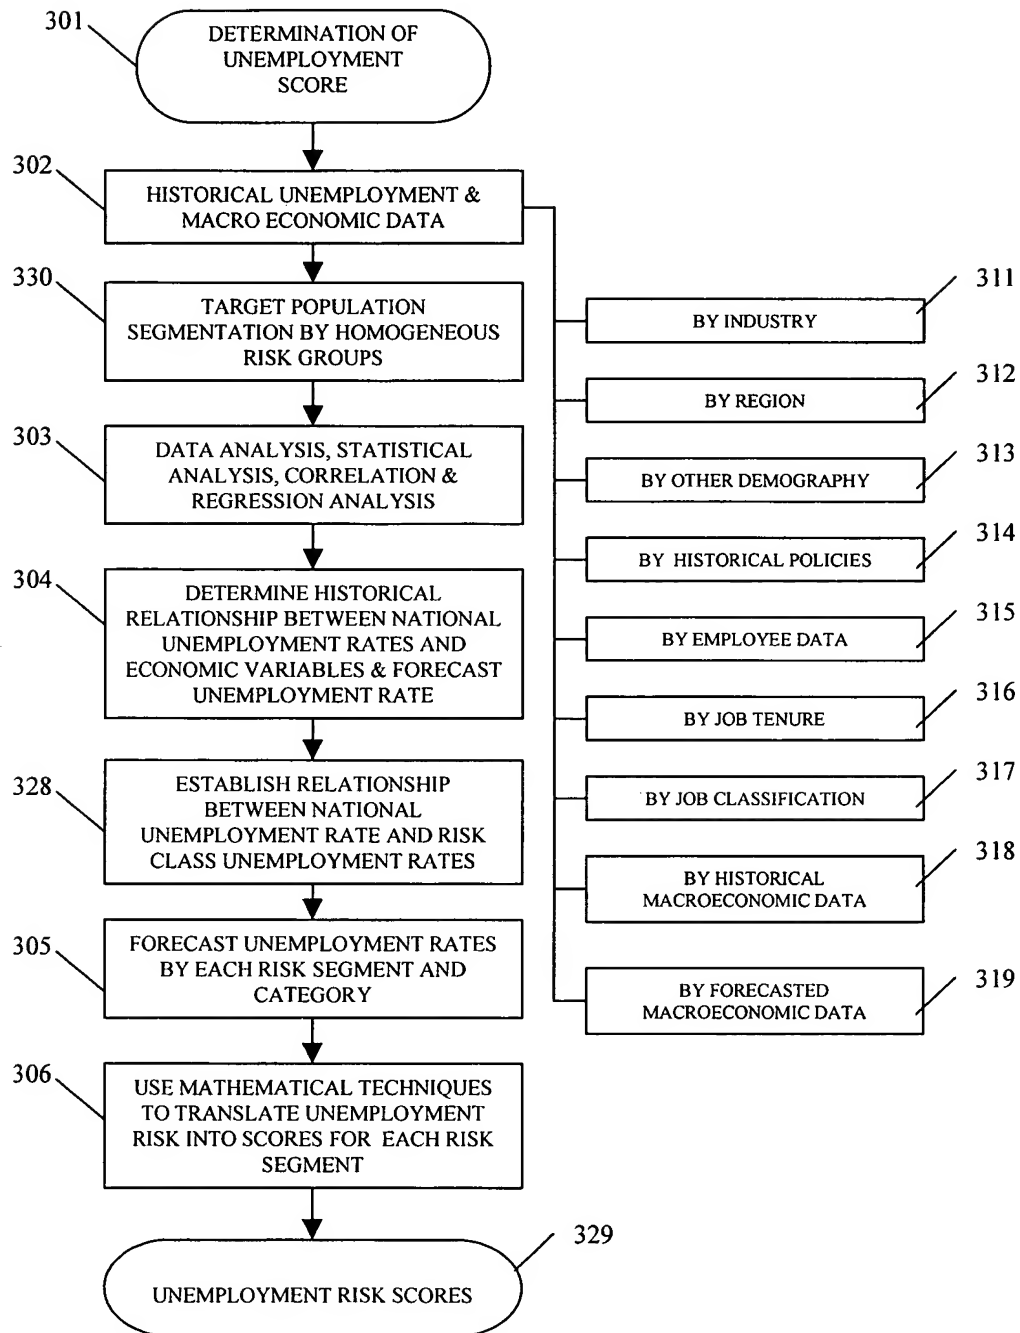 301
DETERMINATION OF
UNEMPLOYMENT
SCORE
302
HISTORICAL UNEMPLOYMENT &
MACRO ECONOMIC DATA
330
TARGET POPULATION
SEGMENTATION BY HOMOGENEOUS
RISK GROUPS
303
DATA ANALYSIS, STATISTICAL
ANALYSIS, CORRELATION &
REGRESSION ANALYSIS
304
DETERMINE HISTORICAL
RELATIONSHIP BETWEEN NATIONAL
UNEMPLOYMENT RATES AND
ECONOMIC VARIABLES & FORECAST
UNEMPLOYMENT RATE
328
ESTABLISH RELATIONSHIP
BETWEEN NATIONAL
UNEMPLOYMENT RATE AND RISK
CLASS UNEMPLOYMENT RATES
305
FORECAST UNEMPLOYMENT RATES
BY EACH RISK SEGMENT AND
CATEGORY
306
USE MATHEMATICAL TECHNIQUES
TO TRANSLATE UNEMPLOYMENT
RISK INTO SCORES FOR EACH RISK
SEGMENT
329
UNEMPLOYMENT RISK SCORES
311
BY INDUSTRY
312
BY REGION
313
BY OTHER DEMOGRAPHY
314
BY HISTORICAL POLICIES
315
BY EMPLOYEE DATA
316
BY JOB TENURE
317
BY JOB CLASSIFICATION
318
BY HISTORICAL
MACROECONOMIC DATA
319
BY FORECASTED
MACROECONOMIC DATA